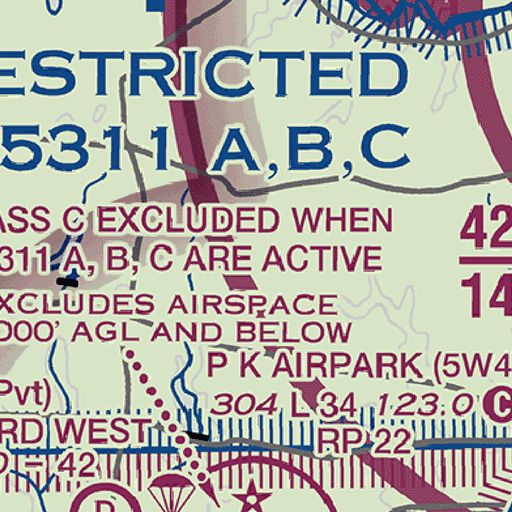 ESTRICTED
5311 A,B,C
ASS C EXCLUDED WHEN
311 A, B, C ARE ACTIVE
42
14
XCLUDES AIRSPACE
000' AGL AND BELOW
P K AIRPARK (5W4
Pvt)
304 L 34 123.0 C
RD WEST
RP 22
- 42
R